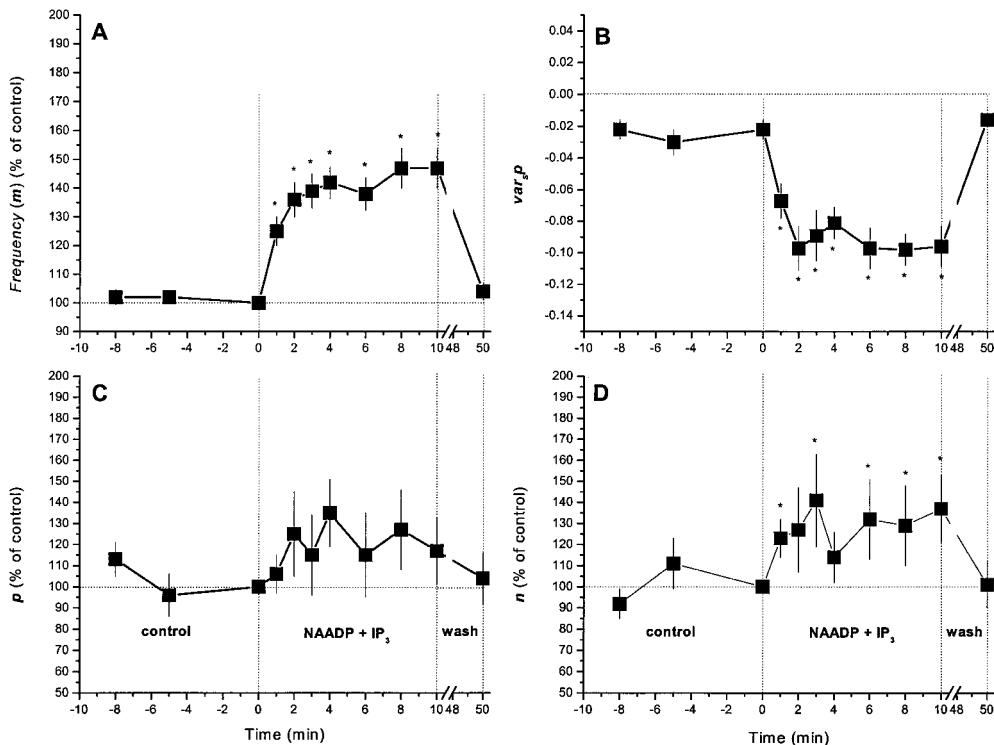 A
Frequency (m) (% of control)
200
190
180
170
160
150
140
130
120
110
100
90
-10 -8 -6 -4 -2 0 2 4 6 8 10 48 50
* * * * * * *
B
var_s p
0.04
0.02
0.00
-0.02
-0.04
-0.06
-0.08
-0.10
-0.12
-0.14
-10 -8 -6 -4 -2 0 2 4 6 8 10 48 50
* * * * * * *
C
p (% of control)
200
190
180
170
160
150
140
130
120
110
100
90
80
70
60
50
control
NAADP + IP₃
wash
-10 -8 -6 -4 -2 0 2 4 6 8 10 48 50
Time (min)
D
n (% of control)
200
190
180
170
160
150
140
130
120
110
100
90
80
70
60
50
* * * * *
control
NAADP + IP₃
wash
-10 -8 -6 -4 -2 0 2 4 6 8 10 48 50
Time (min)